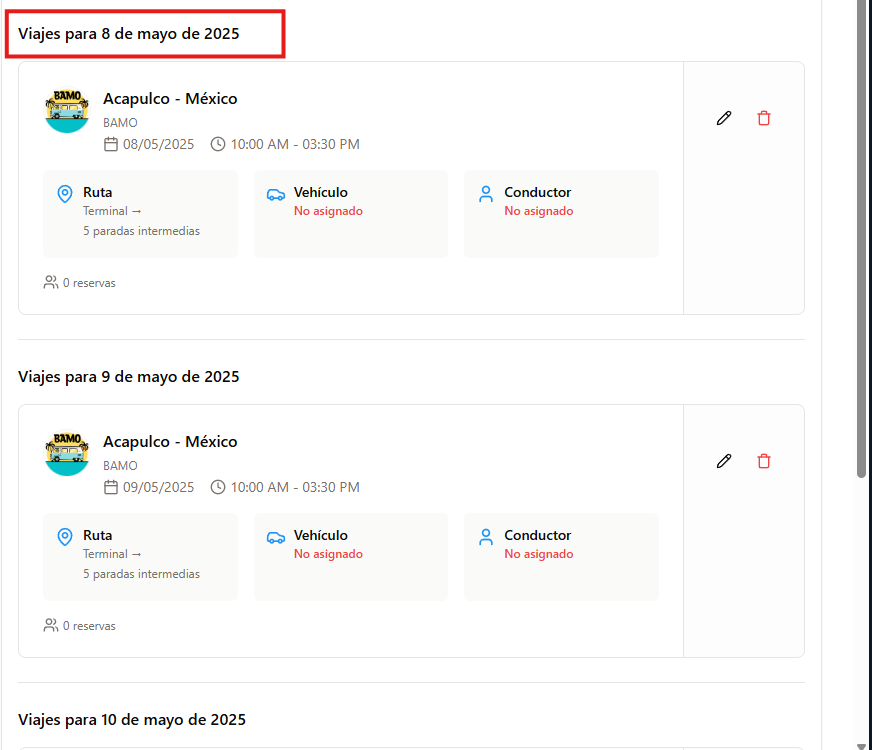 Viajes para 8 de mayo de 2025
BAMO
Acapulco - México
BAMO
08/05/2025 10:00 AM - 03:30 PM
Ruta
Terminal →
5 paradas intermedias
Vehículo
No asignado
Conductor
No asignado
0 reservas
Viajes para 9 de mayo de 2025
BAMO
Acapulco - México
BAMO
09/05/2025 10:00 AM - 03:30 PM
Ruta
Terminal →
5 paradas intermedias
Vehículo
No asignado
Conductor
No asignado
0 reservas
Viajes para 10 de mayo de 2025